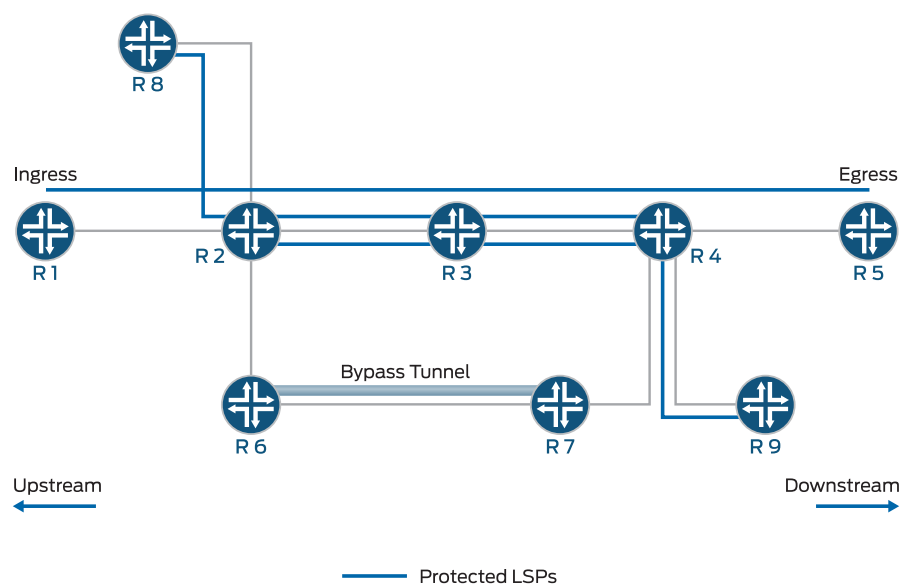 R 8
Ingress
Egress
R 1
R 2
R 3
R 4
R 5
Bypass Tunnel
R 6
R 7
R 9
Upstream
Downstream
Protected LSPs